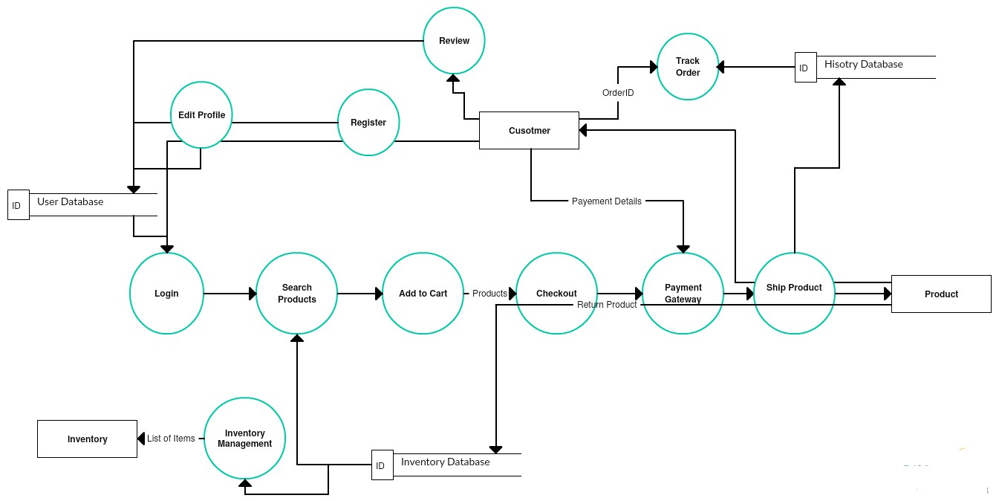 Review
Track
Order
ID
Hisotry Database
OrderID
Edit Profile
Register
Cusotmer
ID
User Database
Payement Details
Login
Search
Products
Add to Cart
Products
Checkout
Payment
Gateway
Ship Product
Product
Return Product
Inventory
List of Items
Inventory
Management
ID
Inventory Database